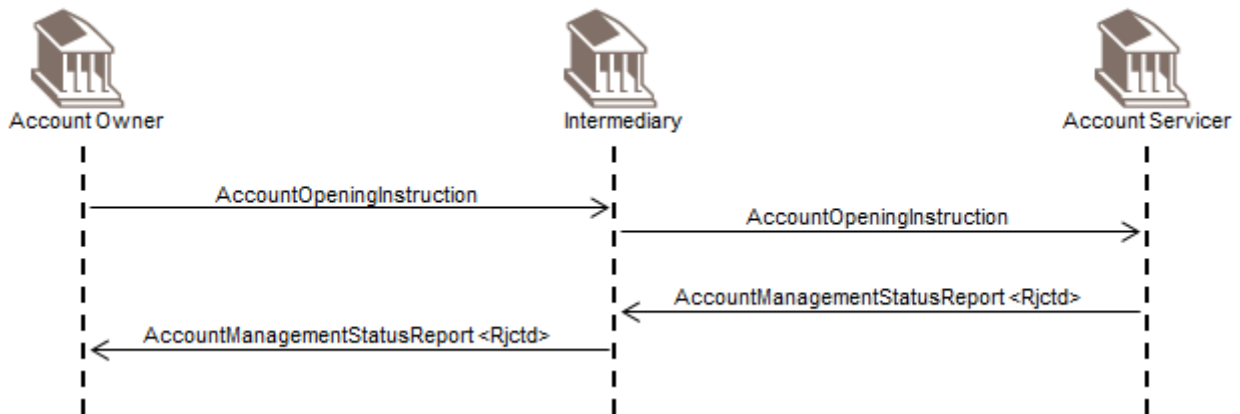 Account Owner
Intermediary
Account Servicer
AccountOpeningInstruction
AccountOpeningInstruction
AccountManagementStatusReport <Rjctd>
AccountManagementStatusReport <Rjctd>